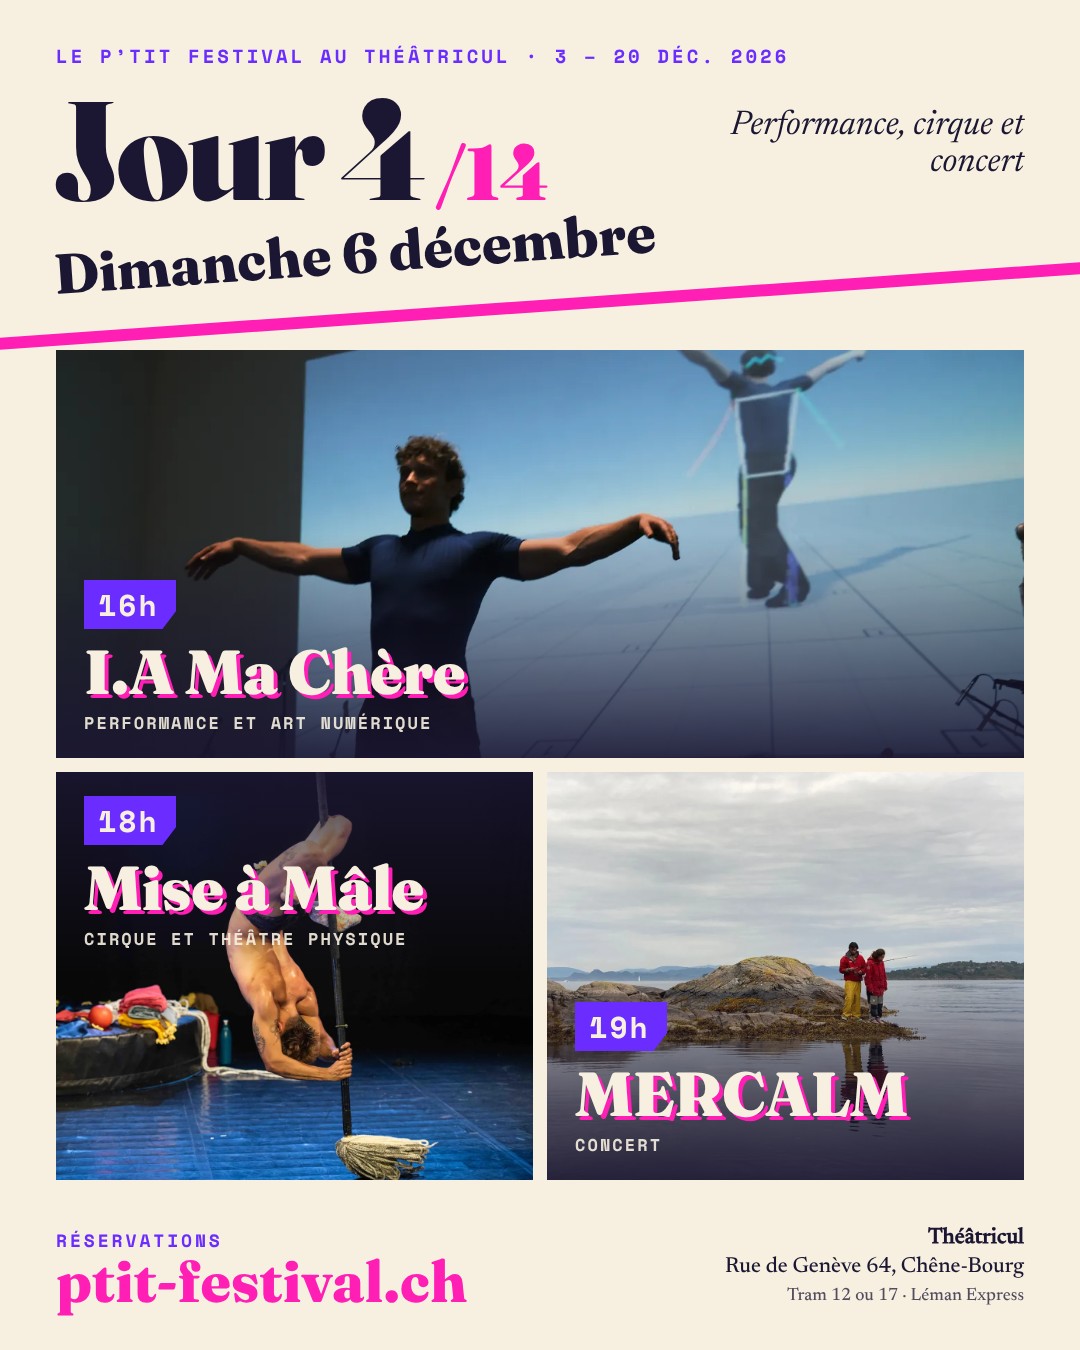 LE P’TIT FESTIVAL AU THÉÂTRICUL · 3 – 20 DÉC. 2026
Jour 4 /14
Performance, cirque et
concert
Dimanche 6 décembre
16h
I.A Ma Chère
PERFORMANCE ET ART NUMÉRIQUE
18h
Mise à Mâle
CIRQUE ET THÉÂTRE PHYSIQUE
19h
MERCALM
CONCERT
RÉSERVATIONS
ptit-festival.ch
Théâtricul
Rue de Genève 64, Chêne-Bourg
Tram 12 ou 17 · Léman Express